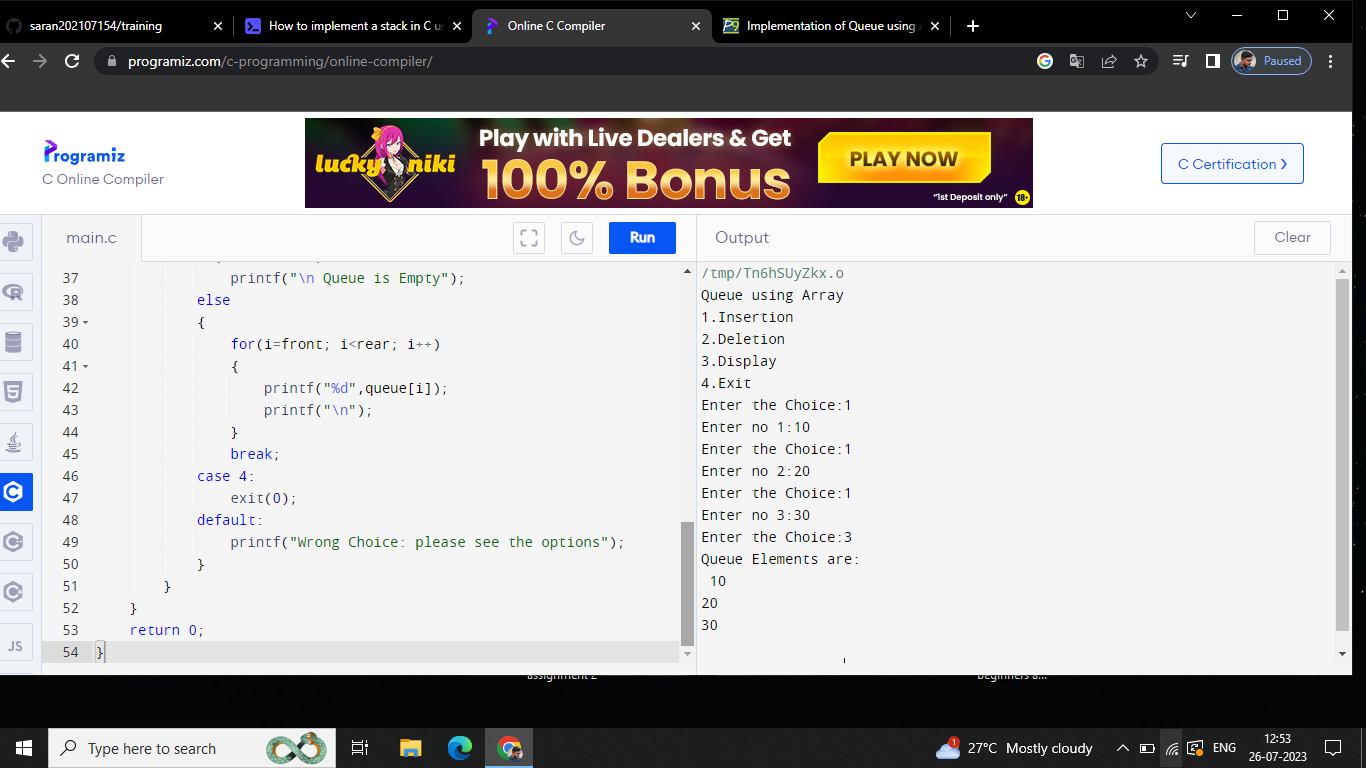 saran202107154/training
How to implement a stack in C u
Online C Compiler
Implementation of Queue using
programiz.com/c-programming/online-compiler/
Paused
Programiz
C Online Compiler
lucky niki
Play with Live Dealers & Get
100% Bonus
PLAY NOW
"1st Deposit only"
18+
C Certification >
main.c
Run
Output
Clear
37 printf("\n Queue is Empty");
38 else
39 {
40 for(i=front; i<rear; i++)
41 {
42 printf("%d",queue[i]);
43 printf("\n");
44 }
45 break;
46 case 4:
47 exit(0);
48 default:
49 printf("Wrong Choice: please see the options");
50 }
51 }
52 }
53 return 0;
54 }
JS
/tmp/Tn6hSUyZkx.o
Queue using Array
1.Insertion
2.Deletion
3.Display
4.Exit
Enter the Choice:1
Enter no 1:10
Enter the Choice:1
Enter no 2:20
Enter the Choice:1
Enter no 3:30
Enter the Choice:3
Queue Elements are:
10
20
30
assignment 2
beginners a...
Type here to search
1
27°C Mostly cloudy
ENG
12:53
26-07-2023